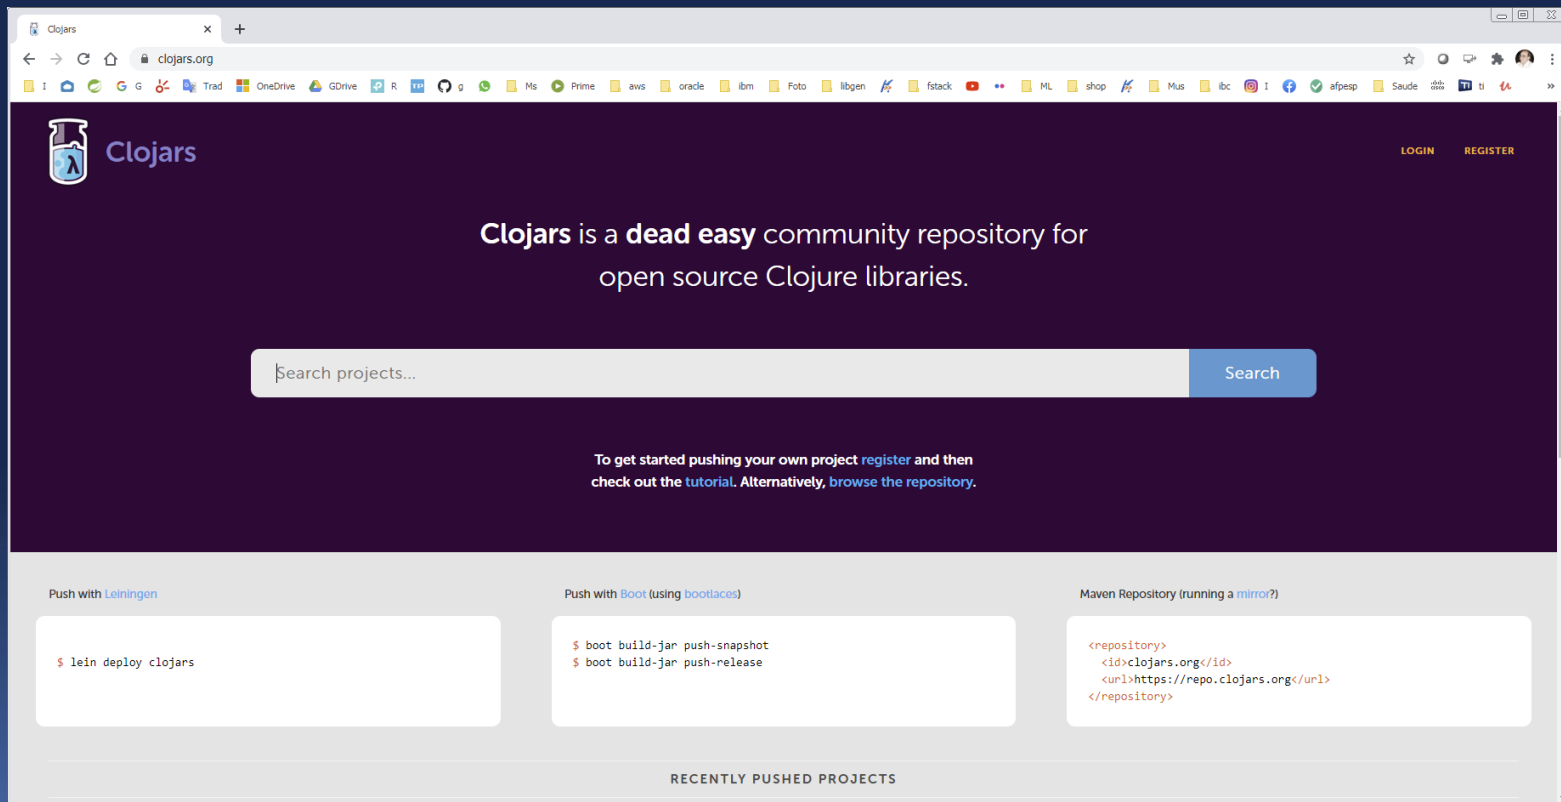 Clojars
clojars.org
I G G Trad OneDrive GDrive R TP g Ms Prime aws oracle ibm Foto libgen fstack ML shop Mus ibc I afpesp Saude TI ti »
λ Clojars
LOGIN REGISTER
Clojars is a dead easy community repository for
open source Clojure libraries.
Search projects... Search
To get started pushing your own project register and then
check out the tutorial. Alternatively, browse the repository.
Push with Leiningen
$ lein deploy clojars
Push with Boot (using bootlaces)
$ boot build-jar push-snapshot
$ boot build-jar push-release
Maven Repository (running a mirror?)
<repository>
<id>clojars.org</id>
<url>https://repo.clojars.org</url>
</repository>
RECENTLY PUSHED PROJECTS